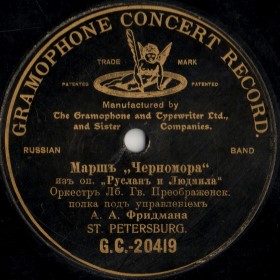 GRAMOPHONE CONCERT RECORD.
TRADE MARK
PATENTED PATENTED
Manufactured by
The Gramophone and Typewriter Ltd.,
and Sister Companies.
RUSSIAN BAND
Маршъ „Черномора“
изъ оп. „Русланъ и Людмила“
Оркестръ Лб. Гв. Преображенск.
полка подъ управленіемъ
А. А. Фридмана
ST. PETERSBURG.
G.C.-20419